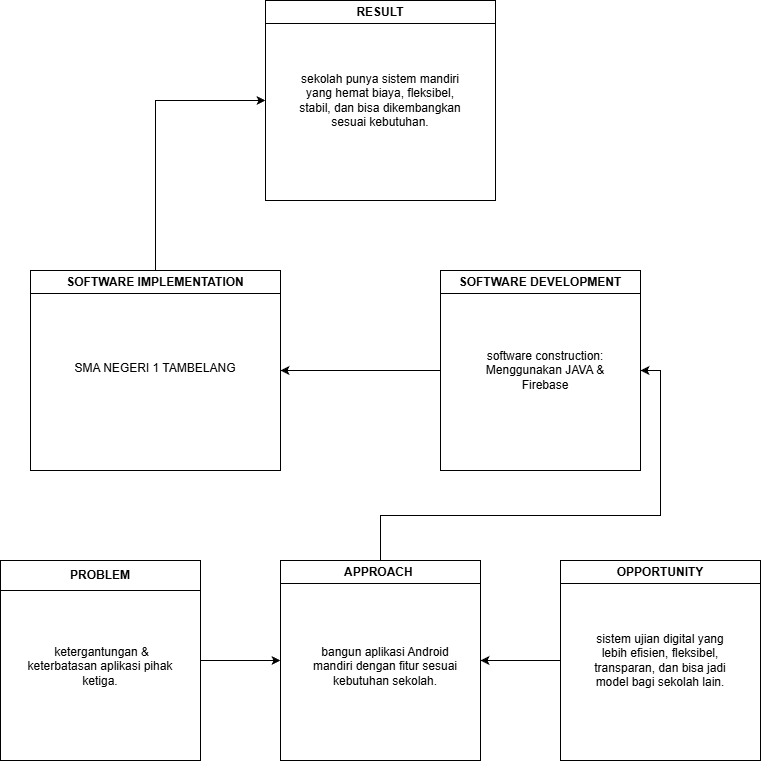 RESULT
sekolah punya sistem mandiri
yang hemat biaya, fleksibel,
stabil, dan bisa dikembangkan
sesuai kebutuhan.
SOFTWARE IMPLEMENTATION
SMA NEGERI 1 TAMBELANG
SOFTWARE DEVELOPMENT
software construction:
Menggunakan JAVA &
Firebase
PROBLEM
ketergantungan &
keterbatasan aplikasi pihak
ketiga.
APPROACH
bangun aplikasi Android
mandiri dengan fitur sesuai
kebutuhan sekolah.
OPPORTUNITY
sistem ujian digital yang
lebih efisien, fleksibel,
transparan, dan bisa jadi
model bagi sekolah lain.